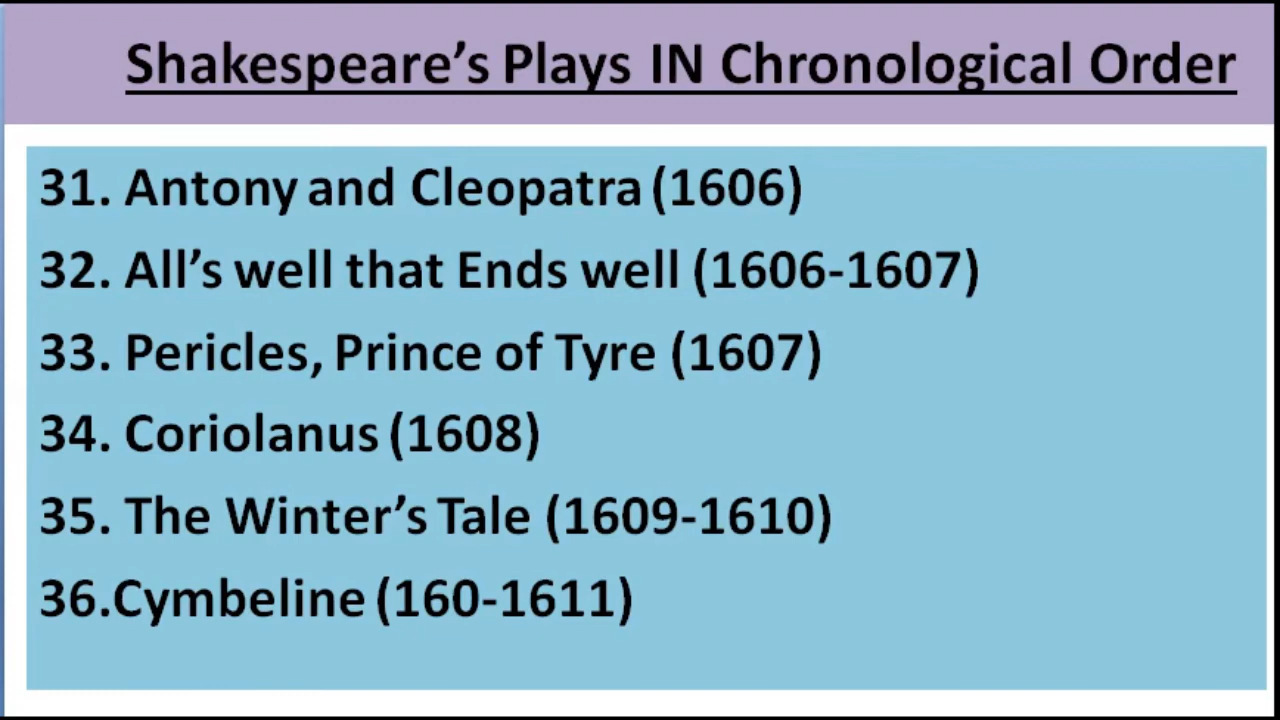 Shakespeare’s Plays IN Chronological Order
31. Antony and Cleopatra (1606)
32. All’s well that Ends well (1606-1607)
33. Pericles, Prince of Tyre (1607)
34. Coriolanus (1608)
35. The Winter’s Tale (1609-1610)
36.Cymbeline (160-1611)